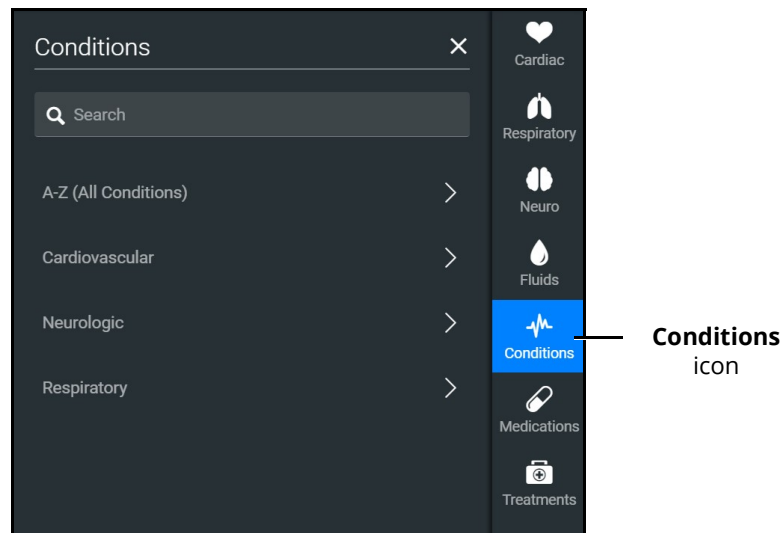 Conditions
Search
A-Z (All Conditions)
Cardiovascular
Neurologic
Respiratory
Cardiac
Respiratory
Neuro
Fluids
Conditions
Medications
Treatments
Conditions
icon